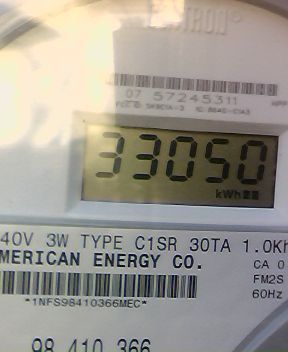 07 57245311
33050
kWh
40V 3W TYPE C1SR 30TA 1.0Kh
MERICAN ENERGY CO.
CA 0
FM2S
60Hz
*1NFS98410366MEC*
98 410 366